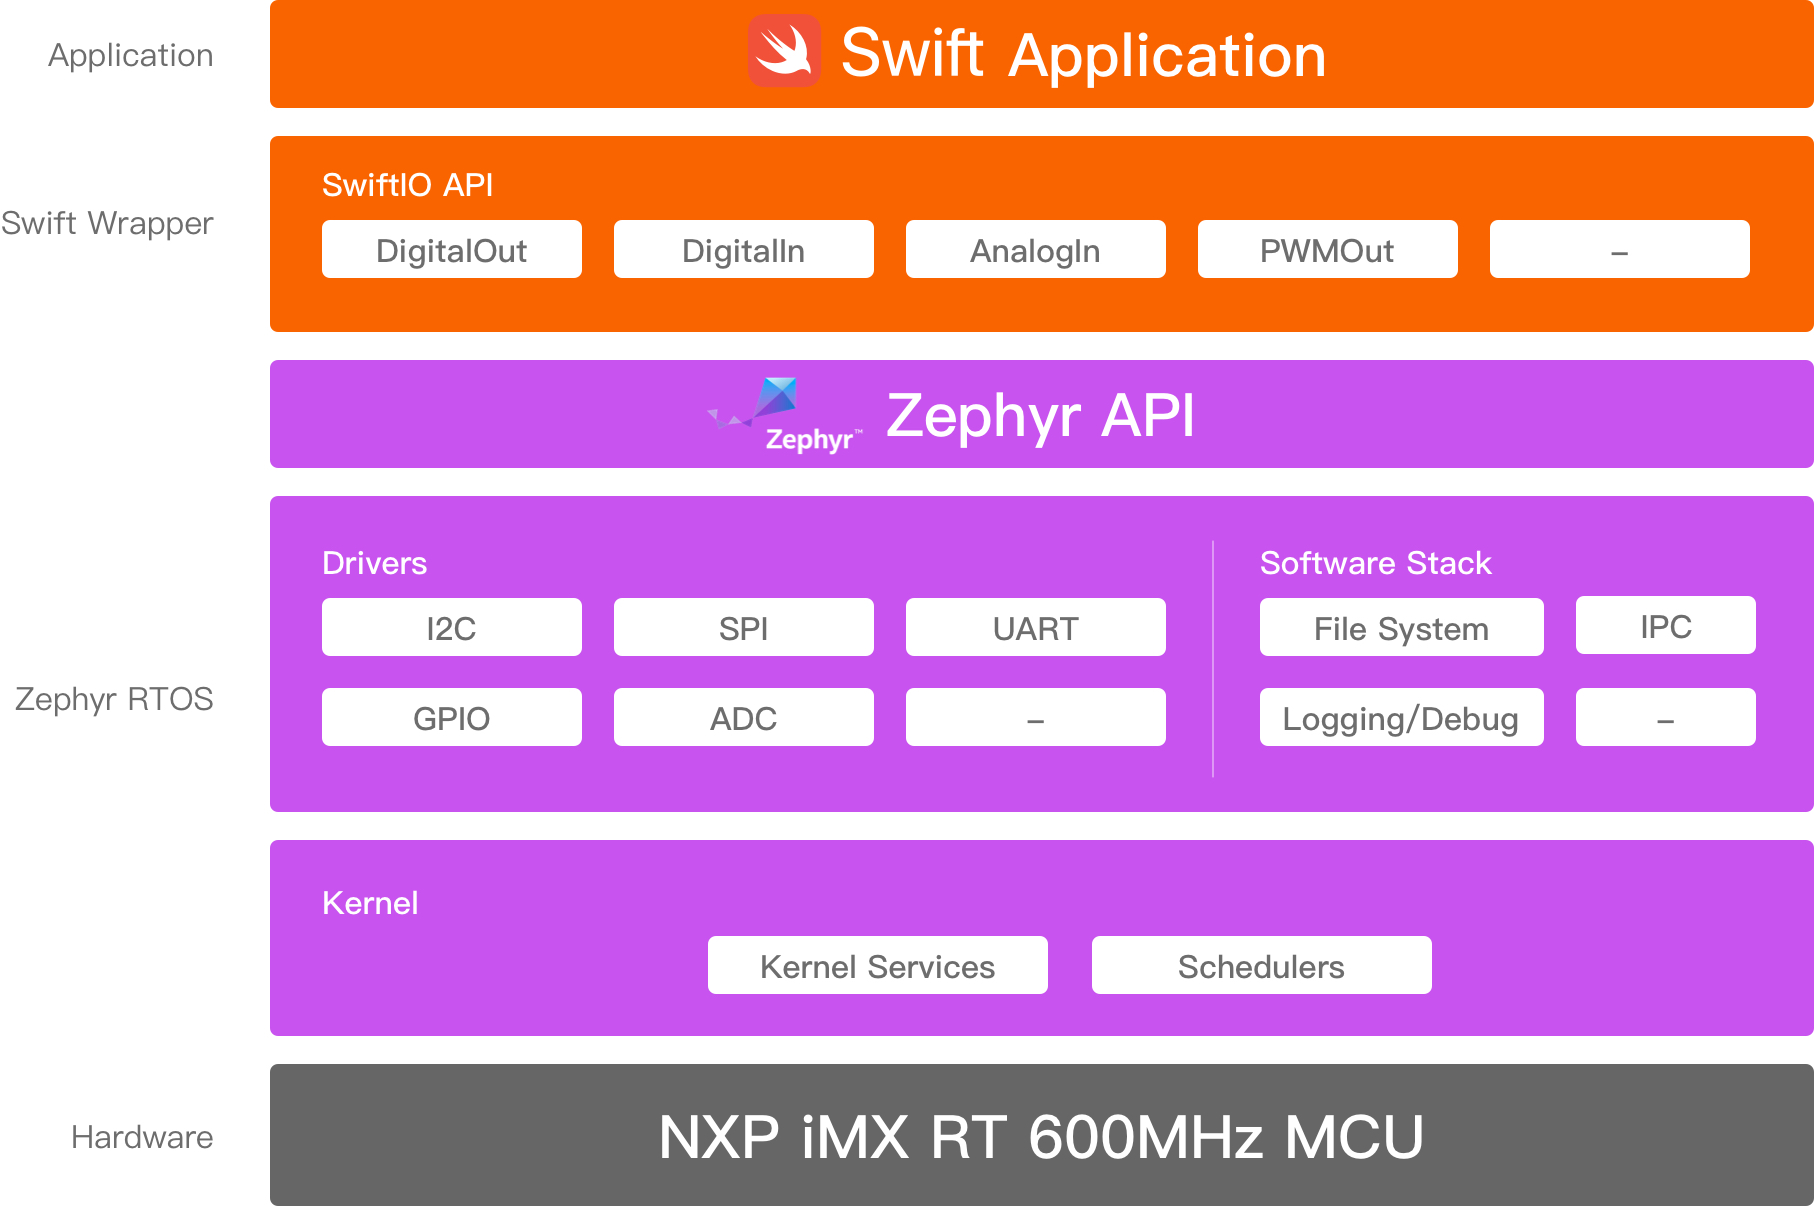 Application
Swift Application
Swift Wrapper
SwiftIO API
DigitalOut
DigitalIn
AnalogIn
PWMOut
–
Zephyr™
Zephyr API
Zephyr RTOS
Drivers
I2C
SPI
UART
GPIO
ADC
–
Software Stack
File System
IPC
Logging/Debug
–
Kernel
Kernel Services
Schedulers
Hardware
NXP iMX RT 600MHz MCU